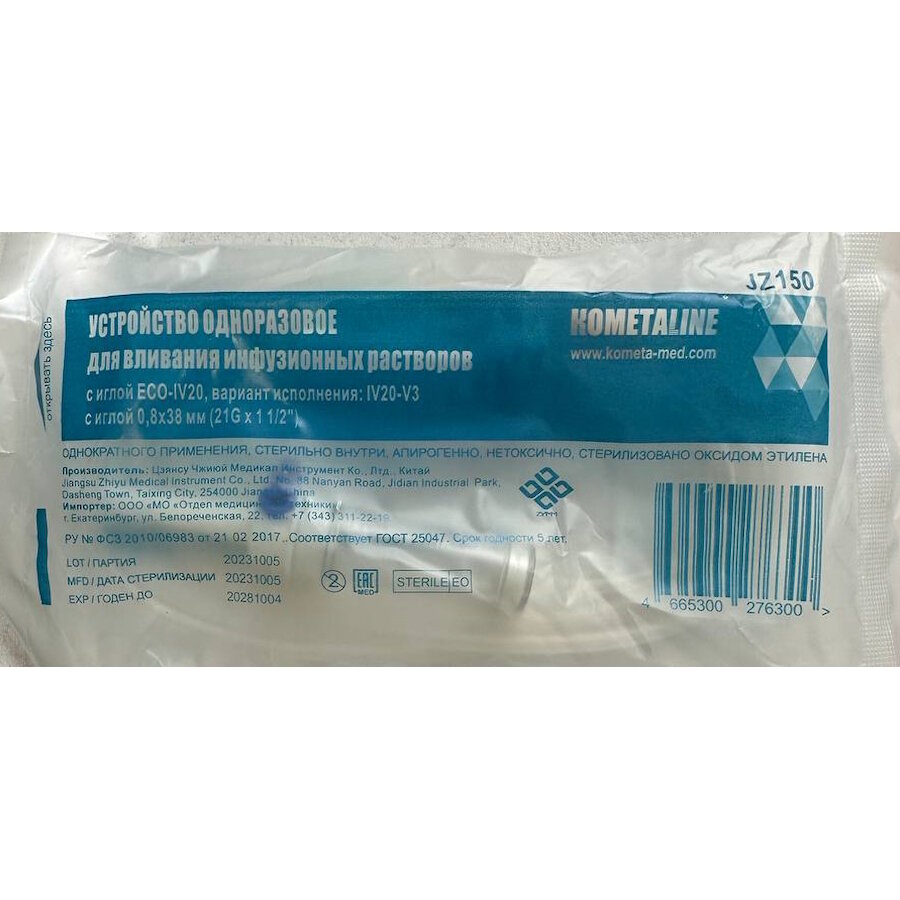 JZ150
открывать здесь
УСТРОЙСТВО ОДНОРАЗОВОЕ
для вливания инфузионных растворов
с иглой ECO-IV20, вариант исполнения: IV20-V3
с иглой 0,8х38 мм (21G x 1 1/2")
KOMETALINE
www.kometa-med.com
ОДНОКРАТНОГО ПРИМЕНЕНИЯ, СТЕРИЛЬНО ВНУТРИ, АПИРОГЕННО, НЕТОКСИЧНО, СТЕРИЛИЗОВАНО ОКСИДОМ ЭТИЛЕНА
Производитель: Цзянсу Чжиюй Медикал Инструмент Ко., Лтд., Китай
Jiangsu Zhiyu Medical Instrument Co., Ltd. No. 88 Nanyan Road, Jidian Industrial Park,
Dasheng Town, Taixing City, 254000 China
Импортер: ООО «МО «Отдел медицинской техники»
г. Екатеринбург, ул. Белореченская, 22, тел. +7 (343) 311-22-19
РУ № ФСЗ 2010/06983 от 21 02 2017. Соответствует ГОСТ 25047. Срок годности 5 лет.
LOT / ПАРТИЯ 20231005
MFD / ДАТА СТЕРИЛИЗАЦИИ 20231005
EXP / ГОДЕН ДО 20281004
2
EAC
MED
STERILE EO
4 665300 276300 >